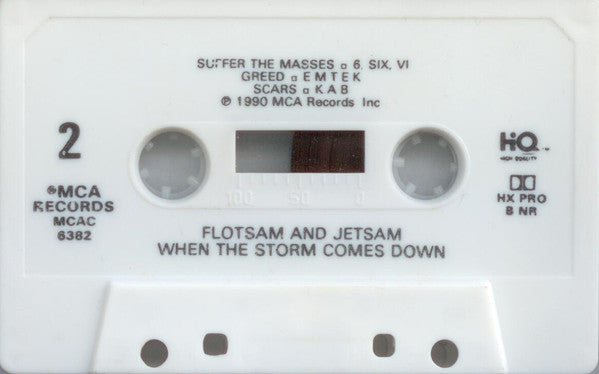 SUFFER THE MASSES ¤ 6, SIX, VI
GREED ¤ E M T E K
SCARS ¤ K A B
℗ 1990 MCA Records Inc
2
®MCA
RECORDS
MCAC
6382
100 50 0
HiQ ™
HIGH QUALITY
HX PRO
B NR
FLOTSAM AND JETSAM
WHEN THE STORM COMES DOWN